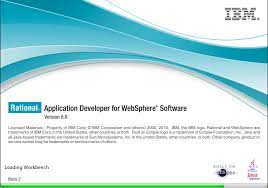 IBM®
Rational. Application Developer for WebSphere® Software
Version 8.0
Licensed Materials - Property of IBM Corp. © IBM Corporation and other(s) 2000, 2010. IBM, the IBM logo, Rational and WebSphere are
trademarks of IBM Corp. in the United States, other countries or both. Built on Eclipse logo is a trademark of Eclipse Foundation, Inc. Java and
all Java-based trademarks are trademarks of Sun Microsystems, Inc. in the United States, other countries, or both. Other company, product or
service names may be trademarks or service marks of others.
Loading Workbench
Beta 2
BUILT ON
eclipse
Java